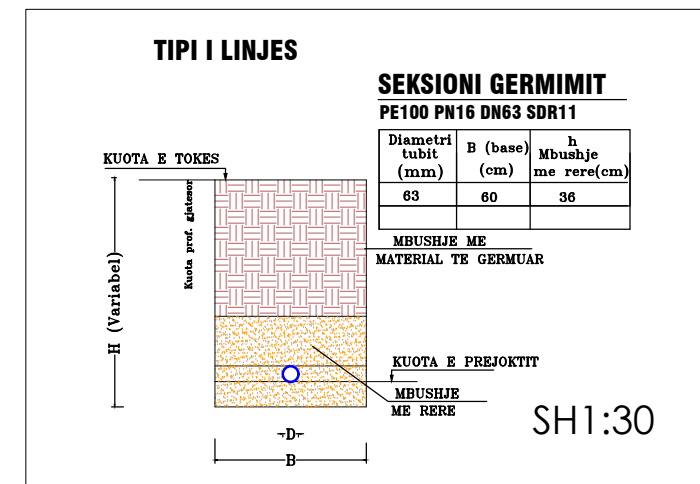 TIPI I LINJES
SEKSIONI GERMIMIT
PE100 PN16 DN63 SDR11
Diametri tubit (mm)
B (base) (cm)
h Mbushje me rere(cm)
63
60
36
KUOTA E TOKES
Kuota prof. gjatesor
H (Variabel)
MBUSHJE ME
MATERIAL TE GERMUAR
KUOTA E PREJOKTIT
MBUSHJE
ME RERE
SH1:30
D
B